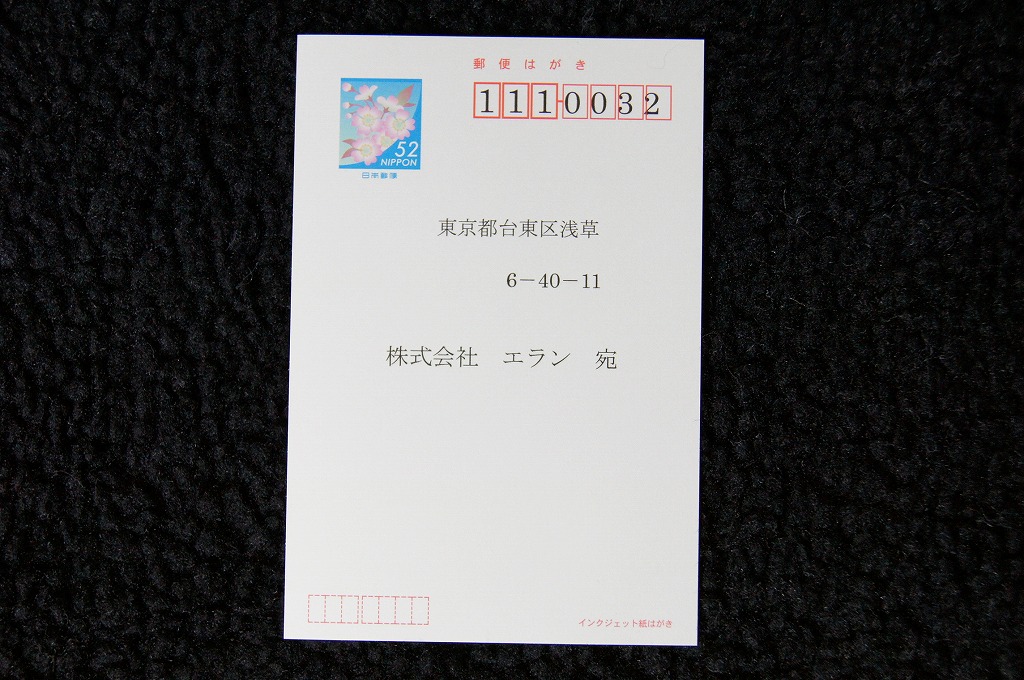 郵便はがき
1110032
52
NIPPON
日本郵便
東京都台東区浅草
6－40－11
株式会社　エラン　宛
インクジェット紙はがき